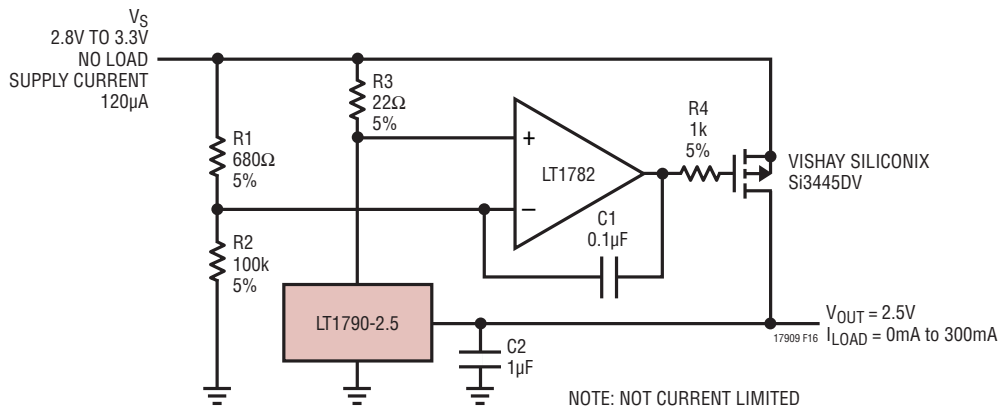 VS
2.8V TO 3.3V
NO LOAD
SUPPLY CURRENT
120µA
R1
680Ω
5%
R2
100k
5%
R3
22Ω
5%
+
−
LT1782
C1
0.1µF
R4
1k
5%
VISHAY SILICONIX
Si3445DV
LT1790-2.5
C2
1µF
VOUT = 2.5V
ILOAD = 0mA to 300mA
17909 F16
NOTE: NOT CURRENT LIMITED